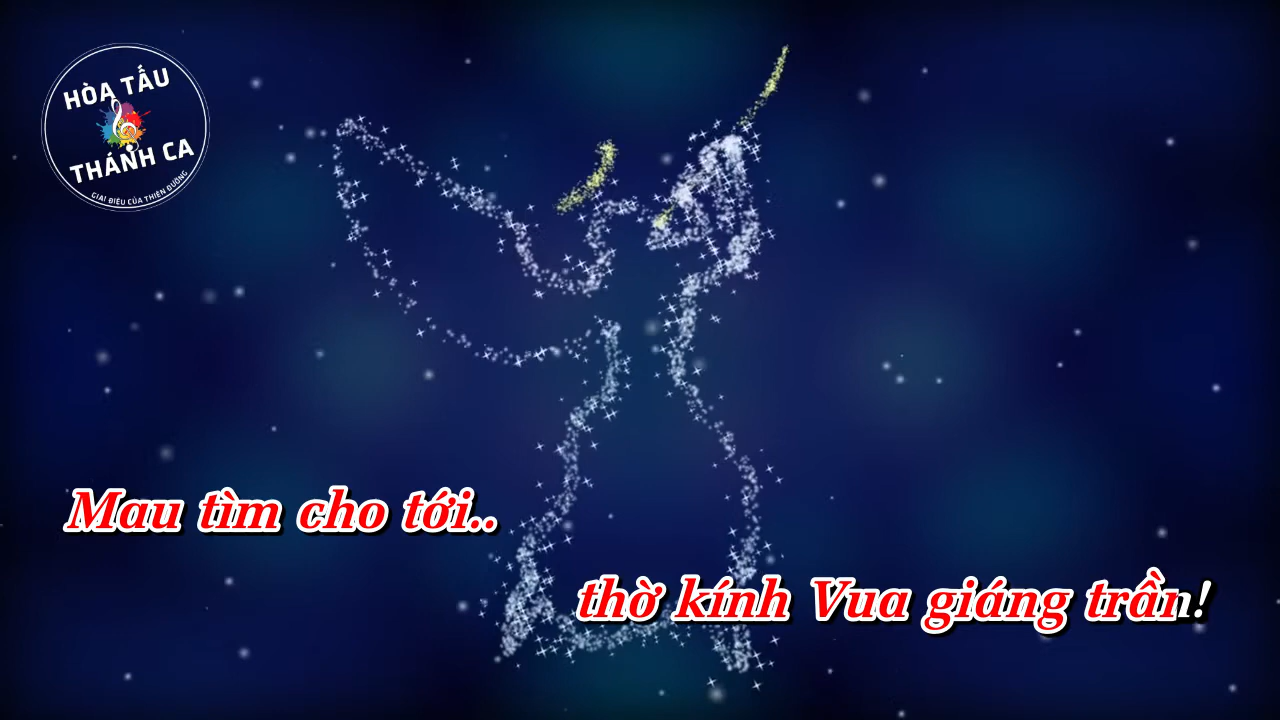 HÒA TẤU
THÁNH CA
GIAI ĐIỆU CỦA THIÊN ĐƯỜNG
Mau tìm cho tới..
thờ kính Vua giáng trần!